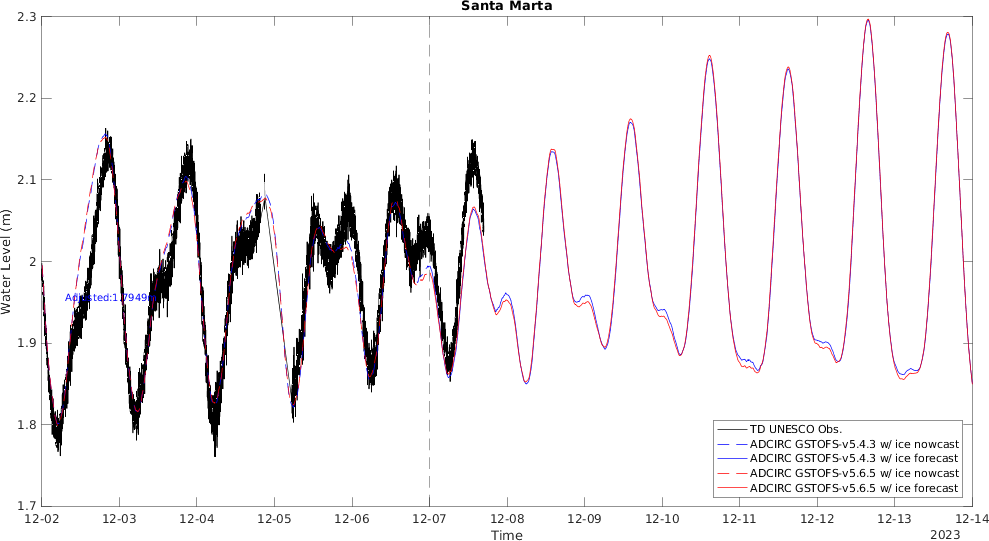 Santa Marta
Water Level (m)
2.3
2.2
2.1
2
1.9
1.8
1.7
TD UNESCO Obs.
ADCIRC GSTOFS-v5.4.3 w/ ice nowcast
ADCIRC GSTOFS-v5.4.3 w/ ice forecast
ADCIRC GSTOFS-v5.6.5 w/ ice nowcast
ADCIRC GSTOFS-v5.6.5 w/ ice forecast
12-02 12-03 12-04 12-05 12-06 12-07 12-08 12-09 12-10 12-11 12-12 12-13 12-14
Time
2023